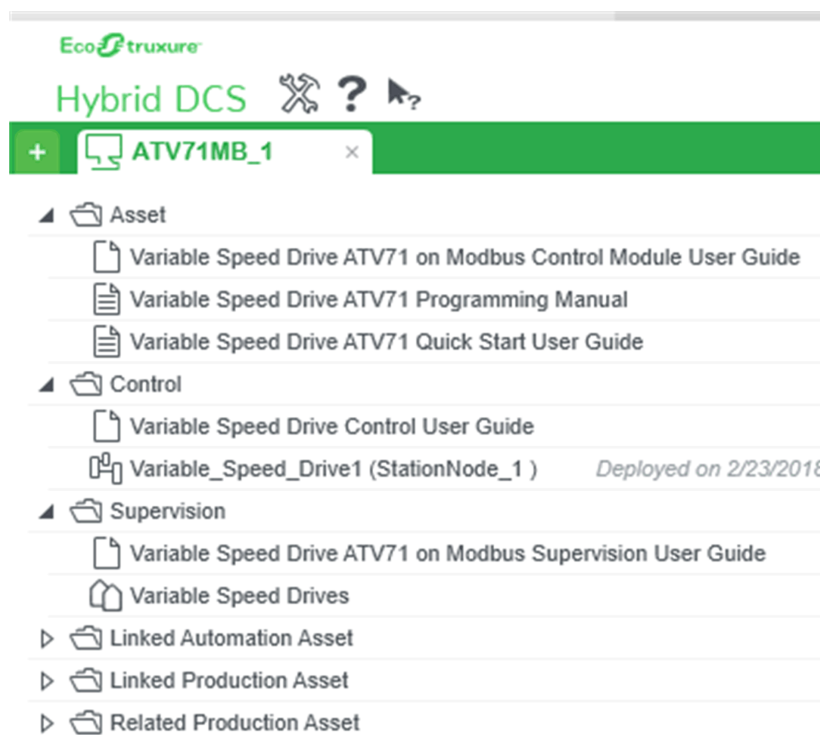 EcoStruxure
Hybrid DCS ? ?
+ ATV71MB_1 ×
Asset
Variable Speed Drive ATV71 on Modbus Control Module User Guide
Variable Speed Drive ATV71 Programming Manual
Variable Speed Drive ATV71 Quick Start User Guide
Control
Variable Speed Drive Control User Guide
Variable_Speed_Drive1 (StationNode_1 ) Deployed on 2/23/2018
Supervision
Variable Speed Drive ATV71 on Modbus Supervision User Guide
Variable Speed Drives
Linked Automation Asset
Linked Production Asset
Related Production Asset